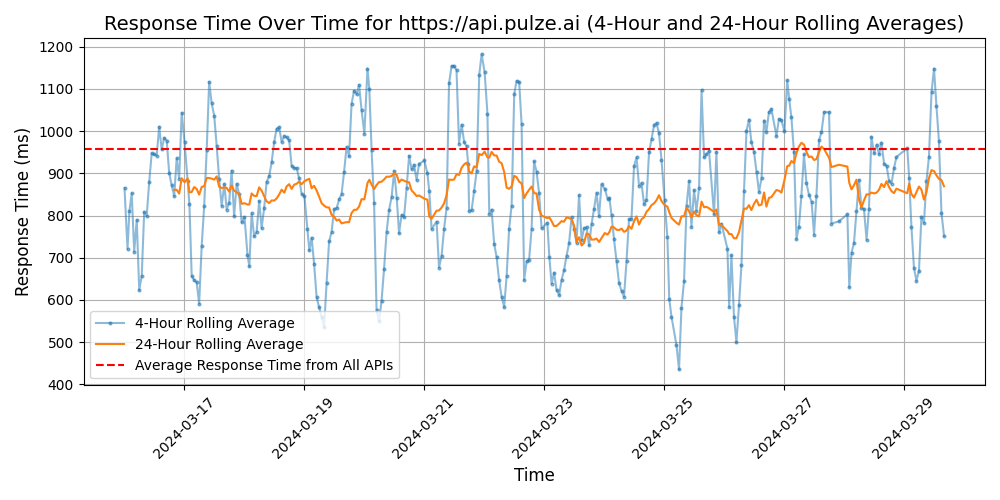 Response Time Over Time for https://api.pulze.ai (4-Hour and 24-Hour Rolling Averages)
Response Time (ms)
1200
1100
1000
900
800
700
600
500
400
4-Hour Rolling Average
24-Hour Rolling Average
Average Response Time from All APIs
2024-03-17
2024-03-19
2024-03-21
2024-03-23
2024-03-25
2024-03-27
2024-03-29
Time